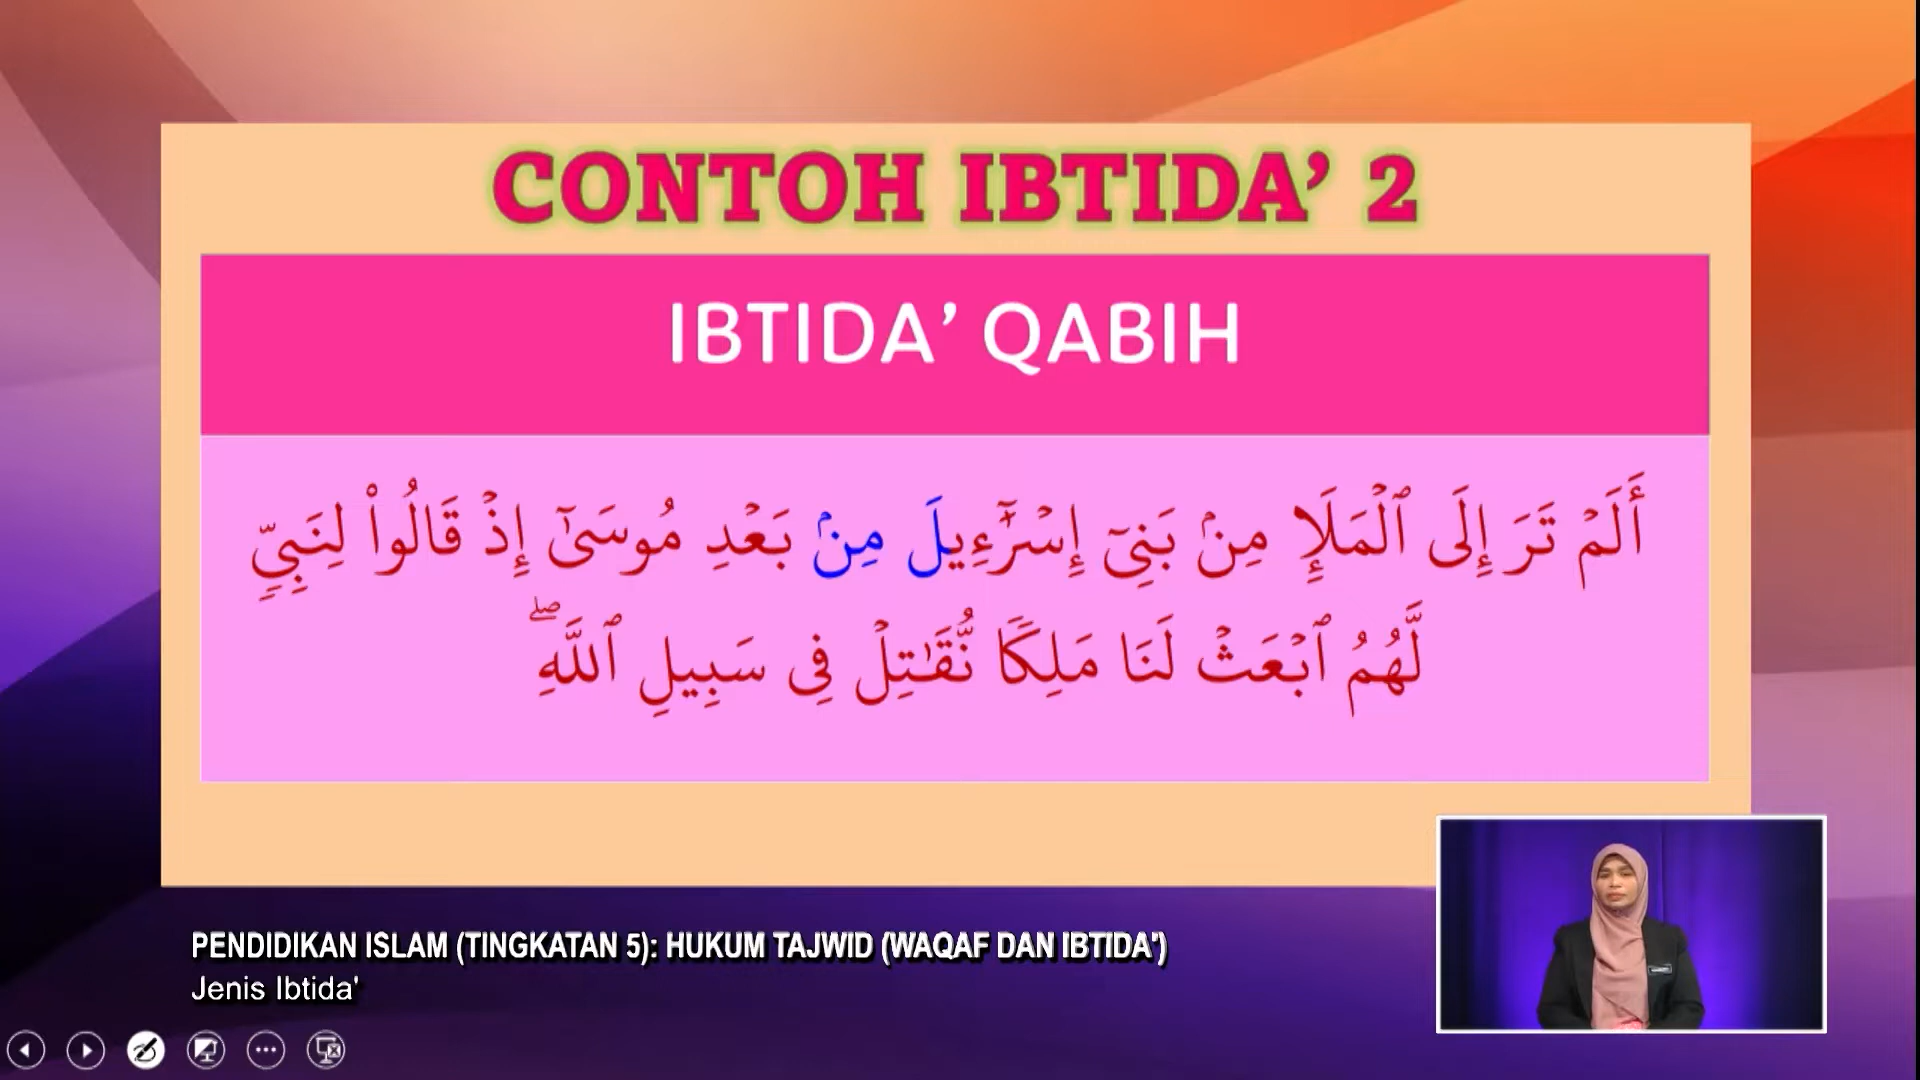 CONTOH IBTIDA’ 2
IBTIDA’ QABIH
أَلَمۡ تَرَ إِلَى ٱلۡمَلَإِ مِنۢ بَنِيٓ إِسۡرَٰٓءِيلَ مِنۢ بَعۡدِ مُوسَىٰٓ إِذۡ قَالُواْ لِنَبِيّٖ
لَّهُمُ ٱبۡعَثۡ لَنَا مَلِكٗا نُّقَٰتِلۡ فِي سَبِيلِ ٱللَّهِۖ
PENDIDIKAN ISLAM (TINGKATAN 5): HUKUM TAJWID (WAQAF DAN IBTIDA')
Jenis Ibtida'